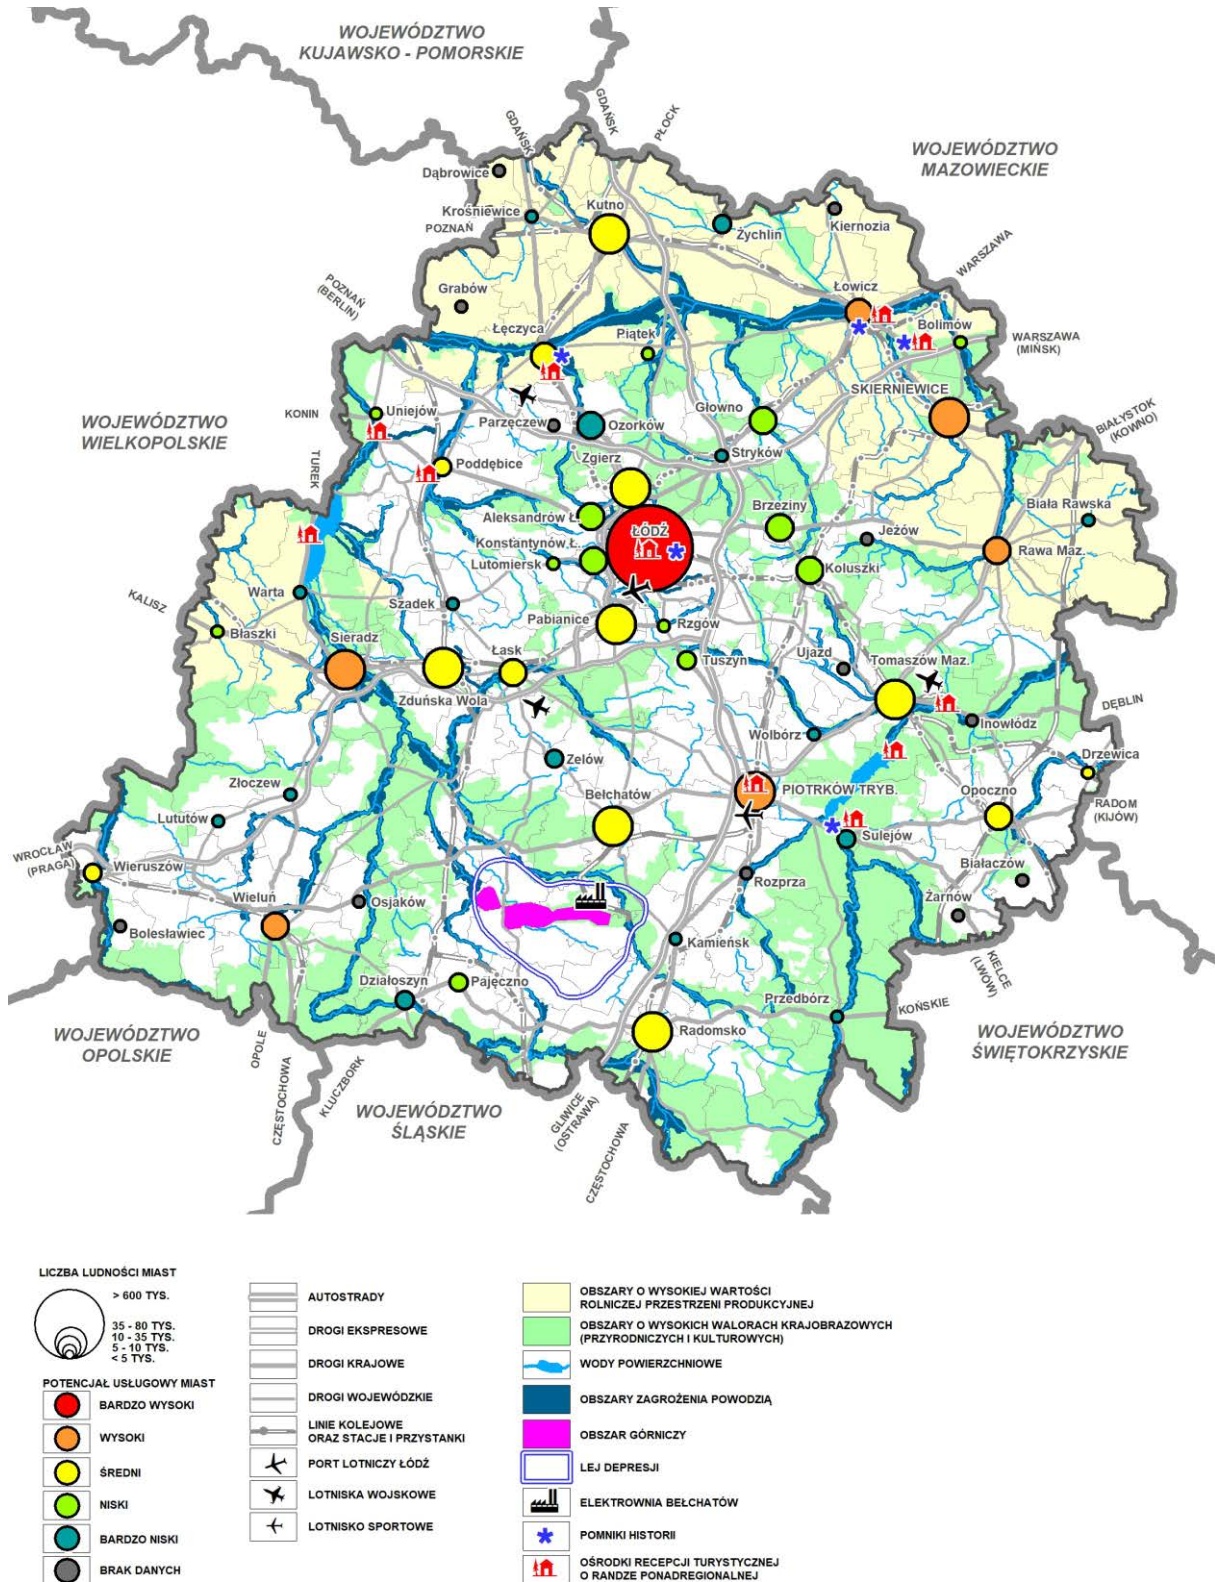 WOJEWÓDZTWO
KUJAWSKO - POMORSKIE
GDAŃSK
GDAŃSK
PŁOCK
WOJEWÓDZTWO
MAZOWIECKIE
Dąbrowice
Krośniewice
Kutno
POZNAŃ
Żychlin
Kiernozia
WARSZAWA
POZNAŃ
(BERLIN)
Grabów
Łowicz
Łęczyca
Piątek
Bolimów
WARSZAWA
(MIŃSK)
SKIERNIEWICE
WOJEWÓDZTWO
WIELKOPOLSKIE
KONIN
Uniejów
Parzęczew
Ozorków
Głowno
BIAŁYSTOK
(KOWNO)
TUREK
Poddębice
Zgierz
Stryków
Aleksandrów Ł.
Brzeziny
Biała Rawska
ŁÓDŹ
Konstantynów Ł.
Jeżów
Rawa Maz.
Lutomiersk
Koluszki
KALISZ
Warta
Szadek
Pabianice
Rzgów
Błaszki
Sieradz
Łask
Tuszyn
Ujazd
Tomaszów Maz.
Zduńska Wola
DĘBLIN
Inowłódz
Wolbórz
Drzewica
Zelów
Złoczew
Bełchatów
PIOTRKÓW TRYB.
Opoczno
RADOM
(KIJÓW)
Lututów
Sulejów
WROCŁAW
(PRAGA)
Wieruszów
Białaczów
Rozprza
Wieluń
Osjaków
Żarnów
Bolesławiec
Kamieńsk
KIELCE
(LWÓW)
Działoszyn
Pajęczno
Przedbórz
KOŃSKIE
Radomsko
WOJEWÓDZTWO
OPOLSKIE
WOJEWÓDZTWO
ŚWIĘTOKRZYSKIE
OPOLE
CZĘSTOCHOWA
KLUCZBORK
WOJEWÓDZTWO
ŚLĄSKIE
GLIWICE
(OSTRAWA)
CZĘSTOCHOWA
LICZBA LUDNOŚCI MIAST
> 600 TYS.
35 - 80 TYS.
10 - 35 TYS.
5 - 10 TYS.
< 5 TYS.
POTENCJAŁ USŁUGOWY MIAST
BARDZO WYSOKI
WYSOKI
ŚREDNI
NISKI
BARDZO NISKI
BRAK DANYCH
AUTOSTRADY
DROGI EKSPRESOWE
DROGI KRAJOWE
DROGI WOJEWÓDZKIE
LINIE KOLEJOWE
ORAZ STACJE I PRZYSTANKI
PORT LOTNICZY ŁÓDŹ
LOTNISKA WOJSKOWE
LOTNISKO SPORTOWE
OBSZARY O WYSOKIEJ WARTOŚCI
ROLNICZEJ PRZESTRZENI PRODUKCYJNEJ
OBSZARY O WYSOKICH WALORACH KRAJOBRAZOWYCH
(PRZYRODNICZYCH I KULTUROWYCH)
WODY POWIERZCHNIOWE
OBSZARY ZAGROŻENIA POWODZIĄ
OBSZAR GÓRNICZY
LEJ DEPRESJI
ELEKTROWNIA BEŁCHATÓW
POMNIKI HISTORII
OŚRODKI RECEPCJI TURYSTYCZNEJ
O RANDZE PONADREGIONALNEJ